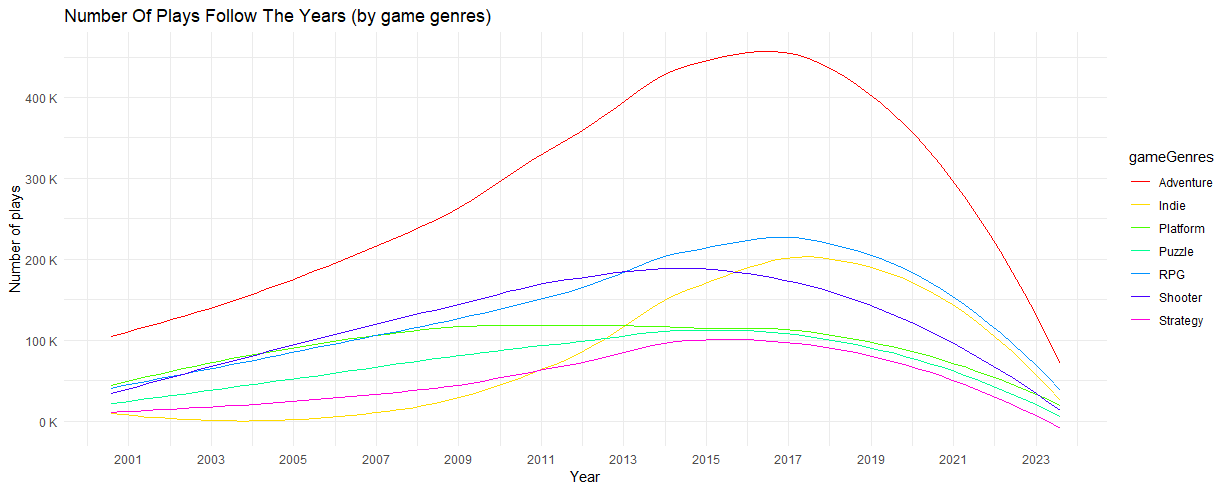 Number Of Plays Follow The Years (by game genres)
400 K
300 K
200 K
100 K
0 K
Number of plays
2001 2003 2005 2007 2009 2011 2013 2015 2017 2019 2021 2023
Year
gameGenres
Adventure
Indie
Platform
Puzzle
RPG
Shooter
Strategy